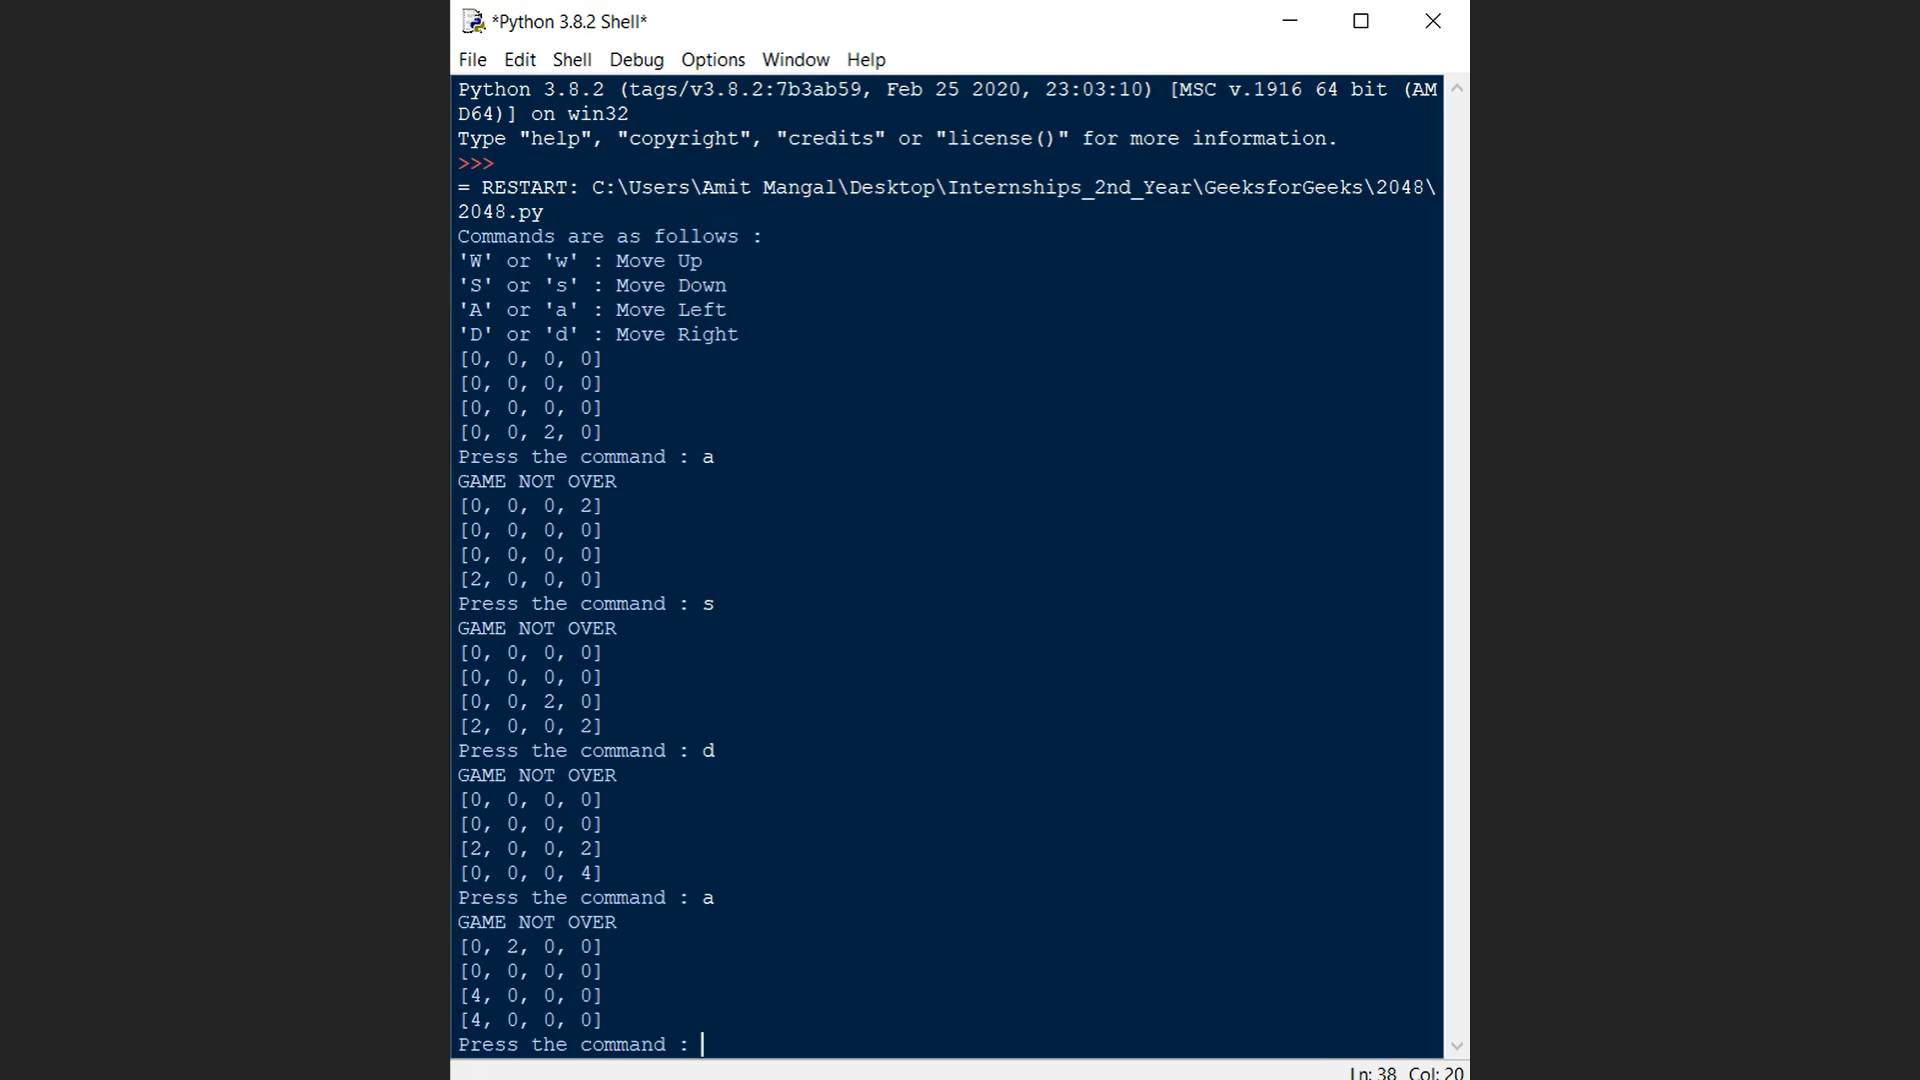 *Python 3.8.2 Shell*
File Edit Shell Debug Options Window Help
Python 3.8.2 (tags/v3.8.2:7b3ab59, Feb 25 2020, 23:03:10) [MSC v.1916 64 bit (AM
D64)] on win32
Type "help", "copyright", "credits" or "license()" for more information.
>>>
= RESTART: C:\Users\Amit Mangal\Desktop\Internships_2nd_Year\GeeksforGeeks\2048\
2048.py
Commands are as follows :
'W' or 'w' : Move Up
'S' or 's' : Move Down
'A' or 'a' : Move Left
'D' or 'd' : Move Right
[0, 0, 0, 0]
[0, 0, 0, 0]
[0, 0, 0, 0]
[0, 0, 2, 0]
Press the command : a
GAME NOT OVER
[0, 0, 0, 2]
[0, 0, 0, 0]
[0, 0, 0, 0]
[2, 0, 0, 0]
Press the command : s
GAME NOT OVER
[0, 0, 0, 0]
[0, 0, 0, 0]
[0, 0, 2, 0]
[2, 0, 0, 2]
Press the command : d
GAME NOT OVER
[0, 0, 0, 0]
[0, 0, 0, 0]
[2, 0, 0, 2]
[0, 0, 0, 4]
Press the command : a
GAME NOT OVER
[0, 2, 0, 0]
[0, 0, 0, 0]
[4, 0, 0, 0]
[4, 0, 0, 0]
Press the command :
Ln: 38 Col: 20